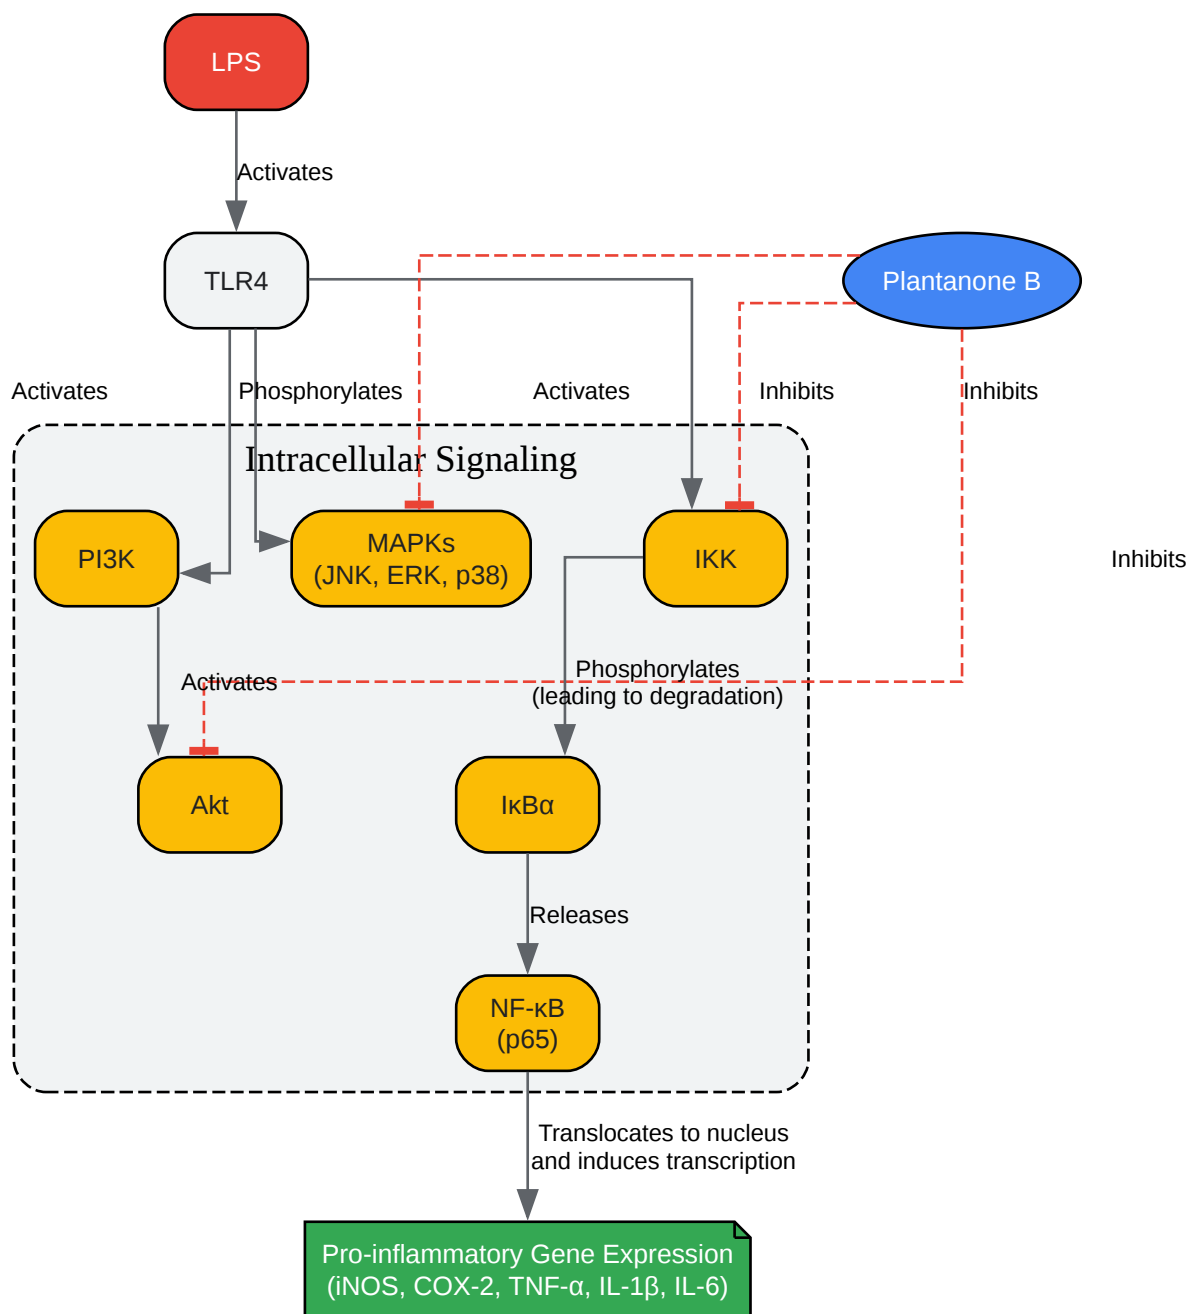 LPS
Activates
TLR4
Plantanone B
Activates
Phosphorylates
Activates
Inhibits
Inhibits
Intracellular Signaling
PI3K
MAPKs
(JNK, ERK, p38)
IKK
Inhibits
Activates
Phosphorylates
(leading to degradation)
Akt
IκBα
Releases
NF-κB
(p65)
Translocates to nucleus
and induces transcription
Pro-inflammatory Gene Expression
(iNOS, COX-2, TNF-α, IL-1β, IL-6)